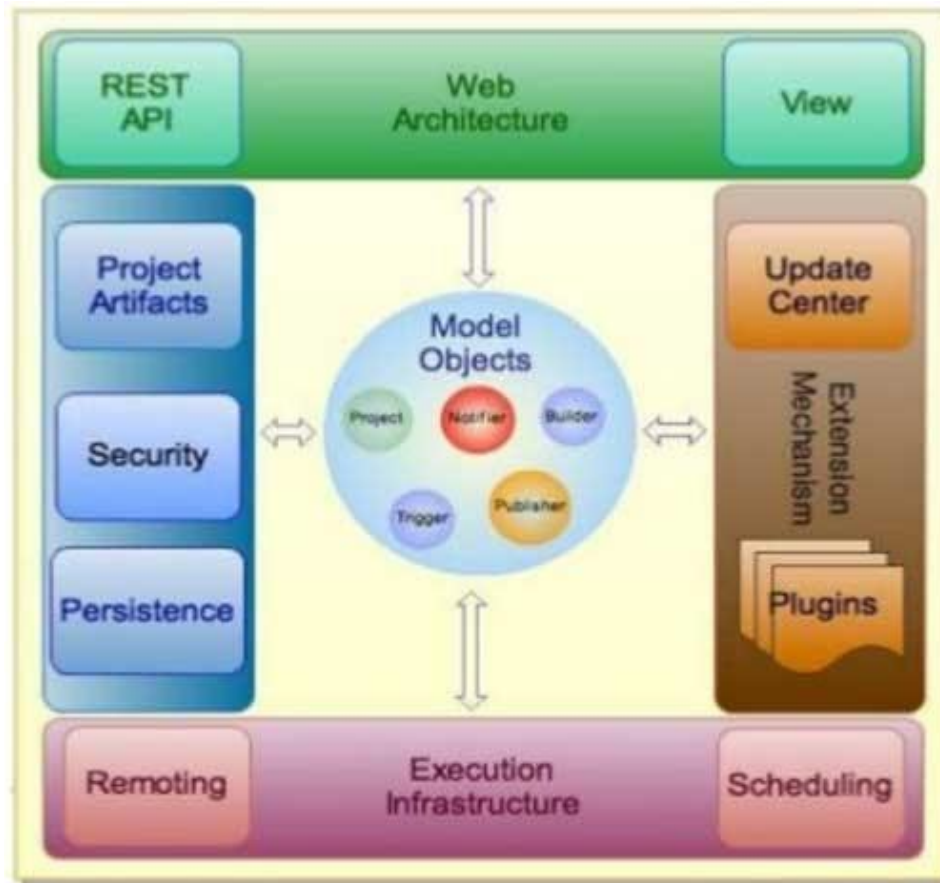 REST
API
Web
Architecture
View
Project
Artifacts
Security
Persistence
Model
Objects
Project
Notifier
Builder
Trigger
Publisher
Update
Center
Extension
Mechanism
Plugins
Remoting
Execution
Infrastructure
Scheduling